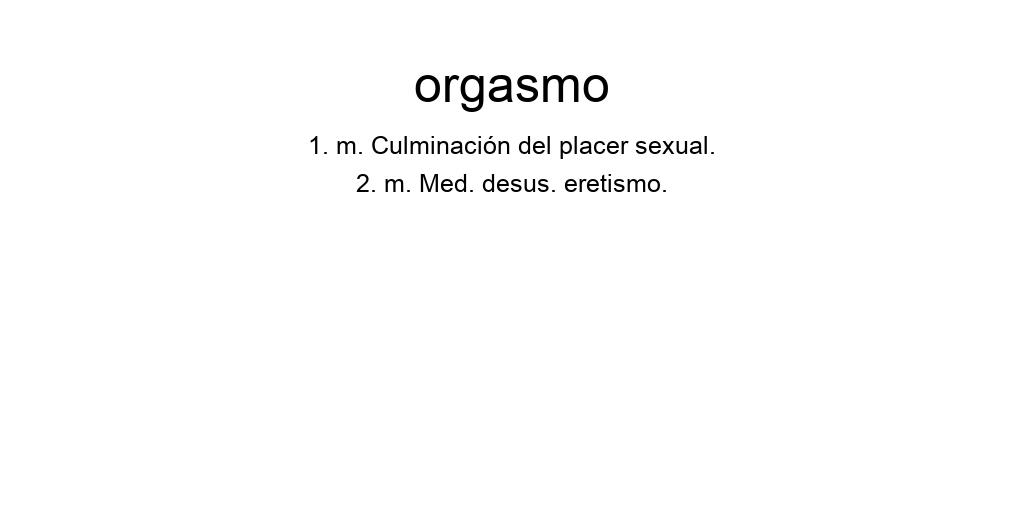 orgasmo
1. m. Culminación del placer sexual.
2. m. Med. desus. eretismo.